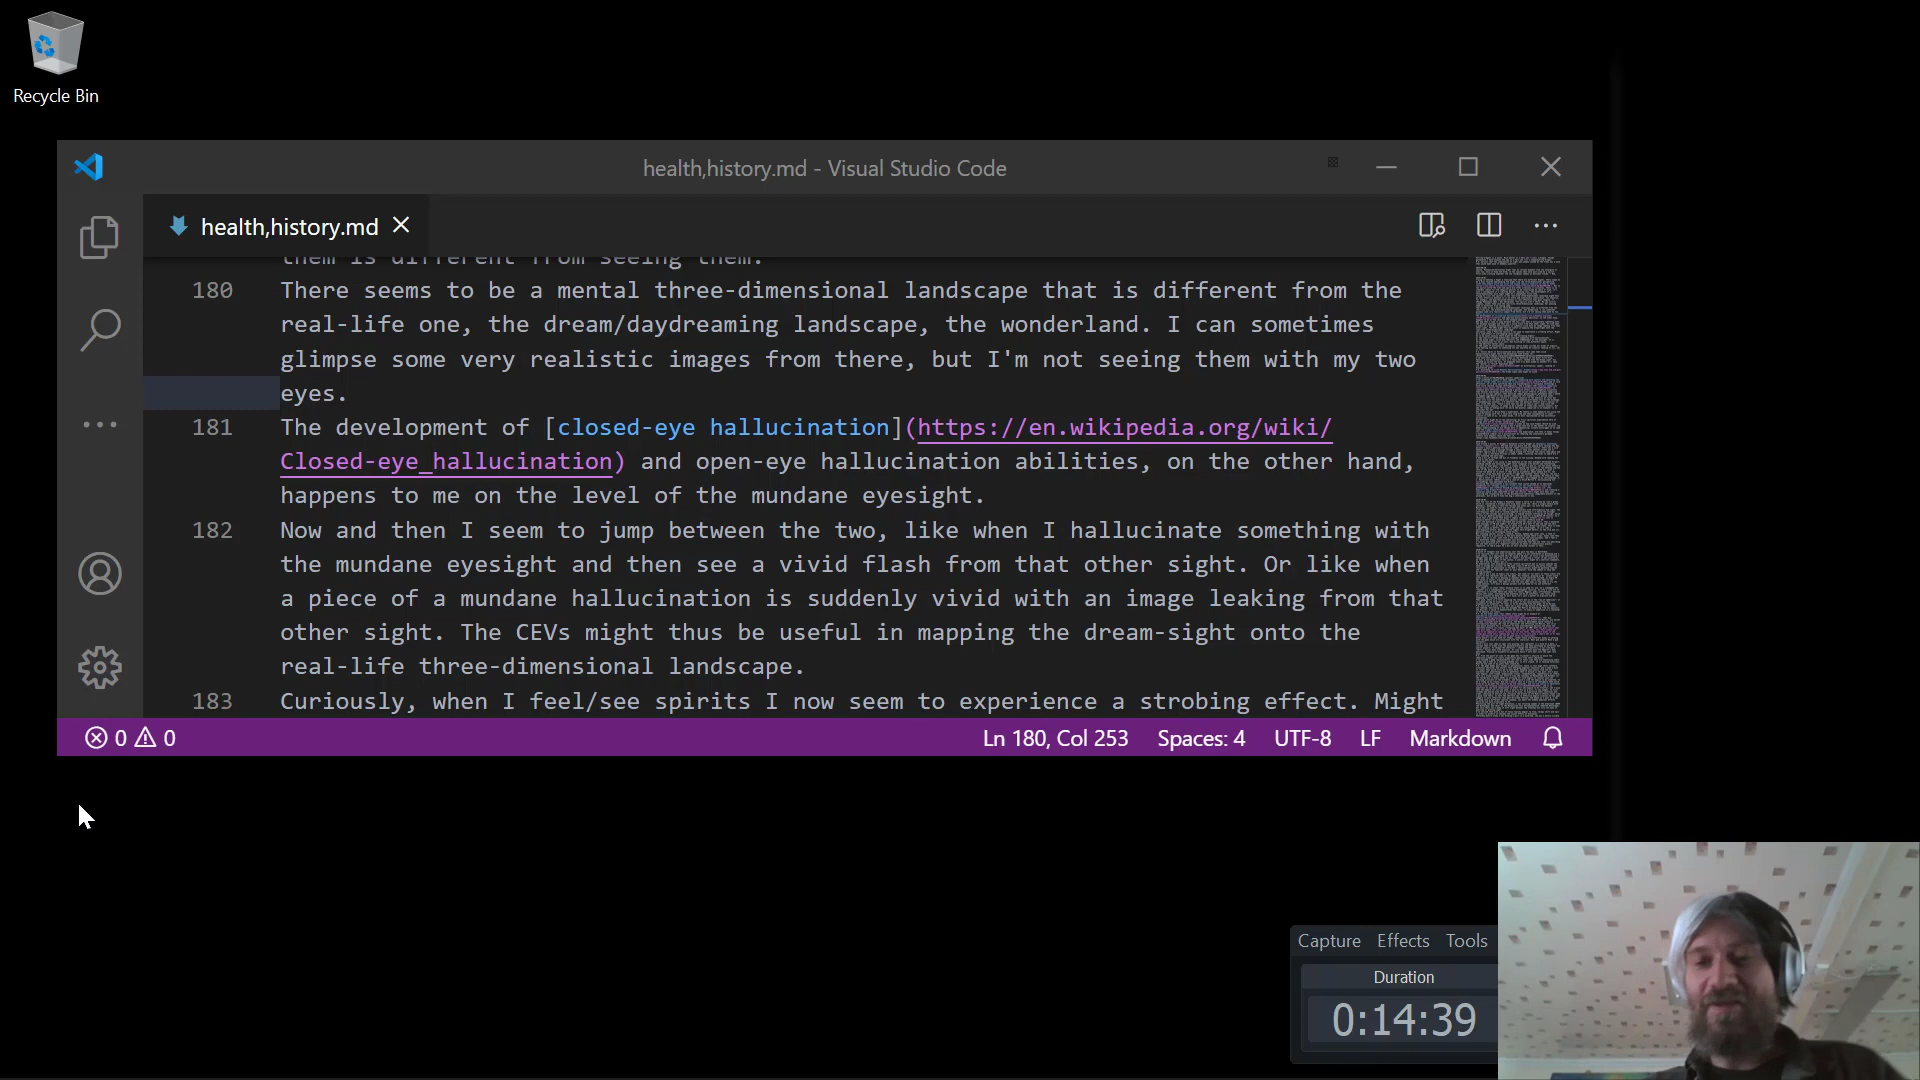 Recycle Bin
health,history.md - Visual Studio Code
health,history.md
them is different from seeing them.
180 There seems to be a mental three-dimensional landscape that is different from the
real-life one, the dream/daydreaming landscape, the wonderland. I can sometimes
glimpse some very realistic images from there, but I'm not seeing them with my two
eyes.
181 The development of [closed-eye hallucination](https://en.wikipedia.org/wiki/
Closed-eye_hallucination) and open-eye hallucination abilities, on the other hand,
happens to me on the level of the mundane eyesight.
182 Now and then I seem to jump between the two, like when I hallucinate something with
the mundane eyesight and then see a vivid flash from that other sight. Or like when
a piece of a mundane hallucination is suddenly vivid with an image leaking from that
other sight. The CEVs might thus be useful in mapping the dream-sight onto the
real-life three-dimensional landscape.
183 Curiously, when I feel/see spirits I now seem to experience a strobing effect. Might
0 0 Ln 180, Col 253 Spaces: 4 UTF-8 LF Markdown
Capture Effects Tools
Duration
0:14:39